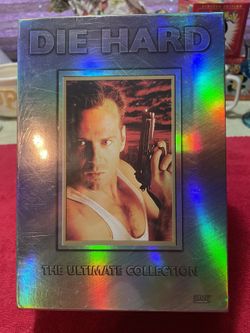 DIE HARD
THE ULTIMATE COLLECTION